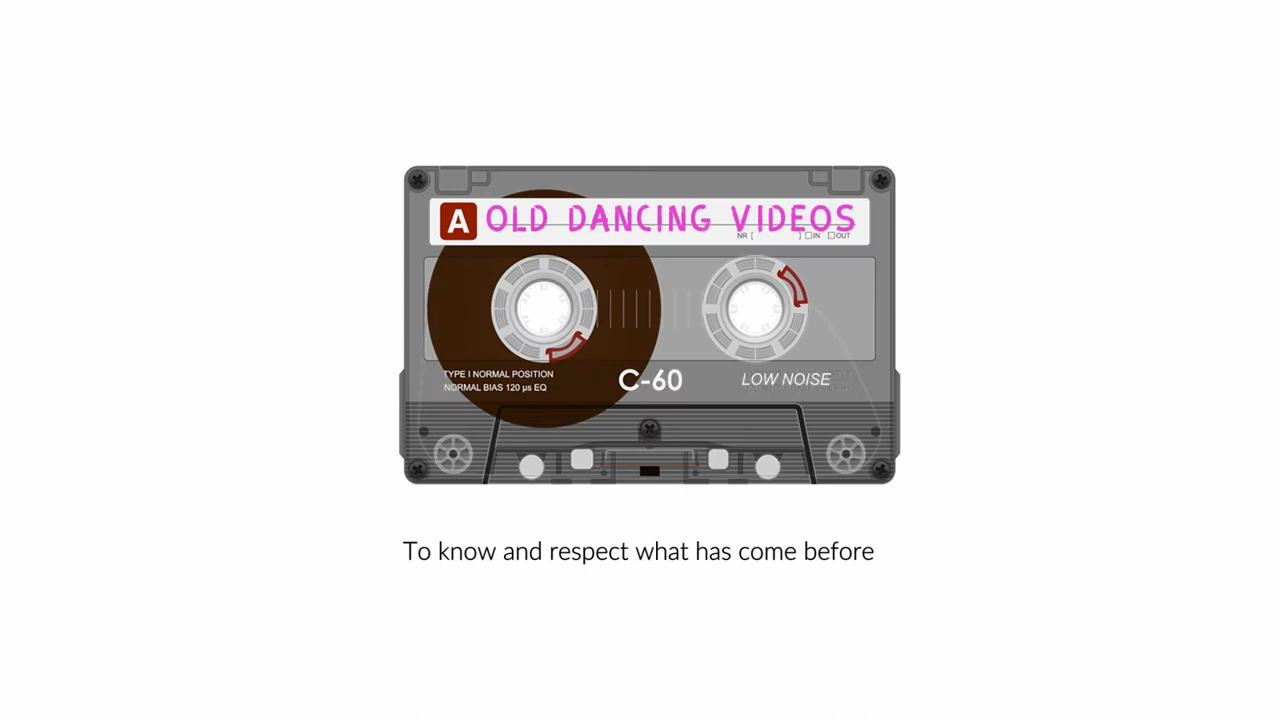 A OLD DANCING VIDEOS
NR [ ] IN OUT
TYPE I NORMAL POSITION
NORMAL BIAS 120 µs EQ
C-60
LOW NOISE
To know and respect what has come before